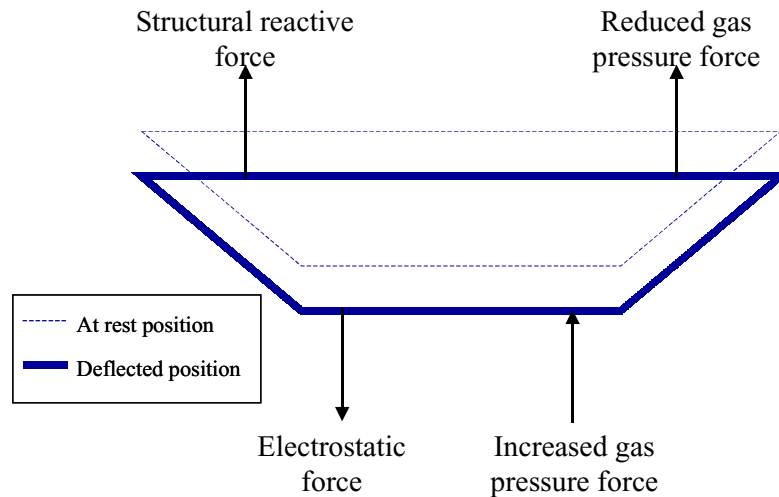 Structural reactive
force
Reduced gas
pressure force
At rest position
Deflected position
Electrostatic
force
Increased gas
pressure force